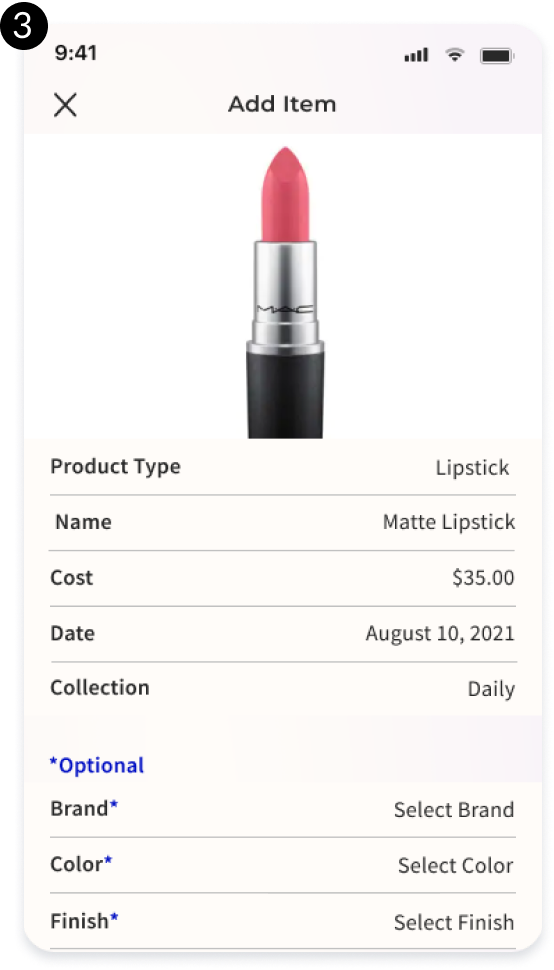 3
9:41
Add Item
MAC
Product Type Lipstick
Name Matte Lipstick
Cost $35.00
Date August 10, 2021
Collection Daily
*Optional
Brand* Select Brand
Color* Select Color
Finish* Select Finish